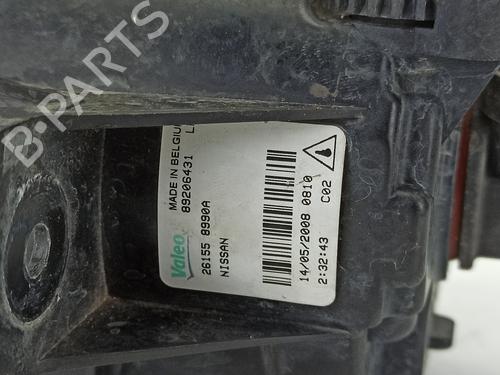 B-PARTS
Valeo
MADE IN BELGIUM
89206431
L
26155 8990A
NISSAN
14/05/2008 0810
2:32:43
C02